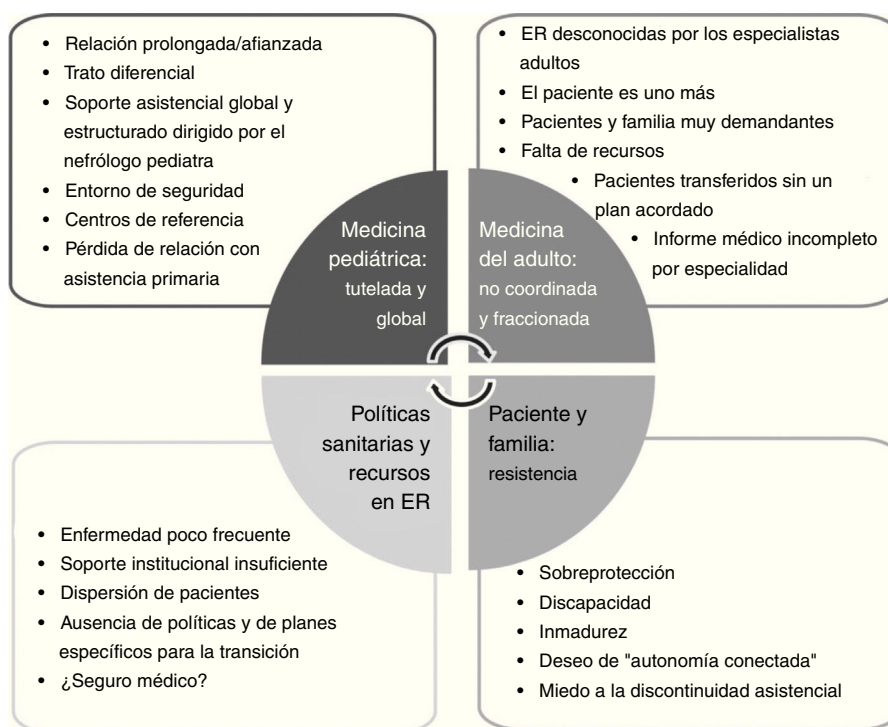 • Relación prolongada/afianzada
• Trato diferencial
• Soporte asistencial global y
estructurado dirigido por el
nefrólogo pediatra
• Entorno de seguridad
• Centros de referencia
• Pérdida de relación con
asistencia primaria
• ER desconocidas por los especialistas
adultos
• El paciente es uno más
• Pacientes y familia muy demandantes
• Falta de recursos
• Pacientes transferidos sin un
plan acordado
• Informe médico incompleto
por especialidad
Medicina
pediátrica:
tutelada y
global
Medicina
del adulto:
no coordinada
y fraccionada
Políticas
sanitarias y
recursos
en ER
Paciente y
familia:
resistencia
• Enfermedad poco frecuente
• Soporte institucional insuficiente
• Dispersión de pacientes
• Ausencia de políticas y de planes
específicos para la transición
• ¿Seguro médico?
• Sobreprotección
• Discapacidad
• Inmadurez
• Deseo de "autonomía conectada"
• Miedo a la discontinuidad asistencial